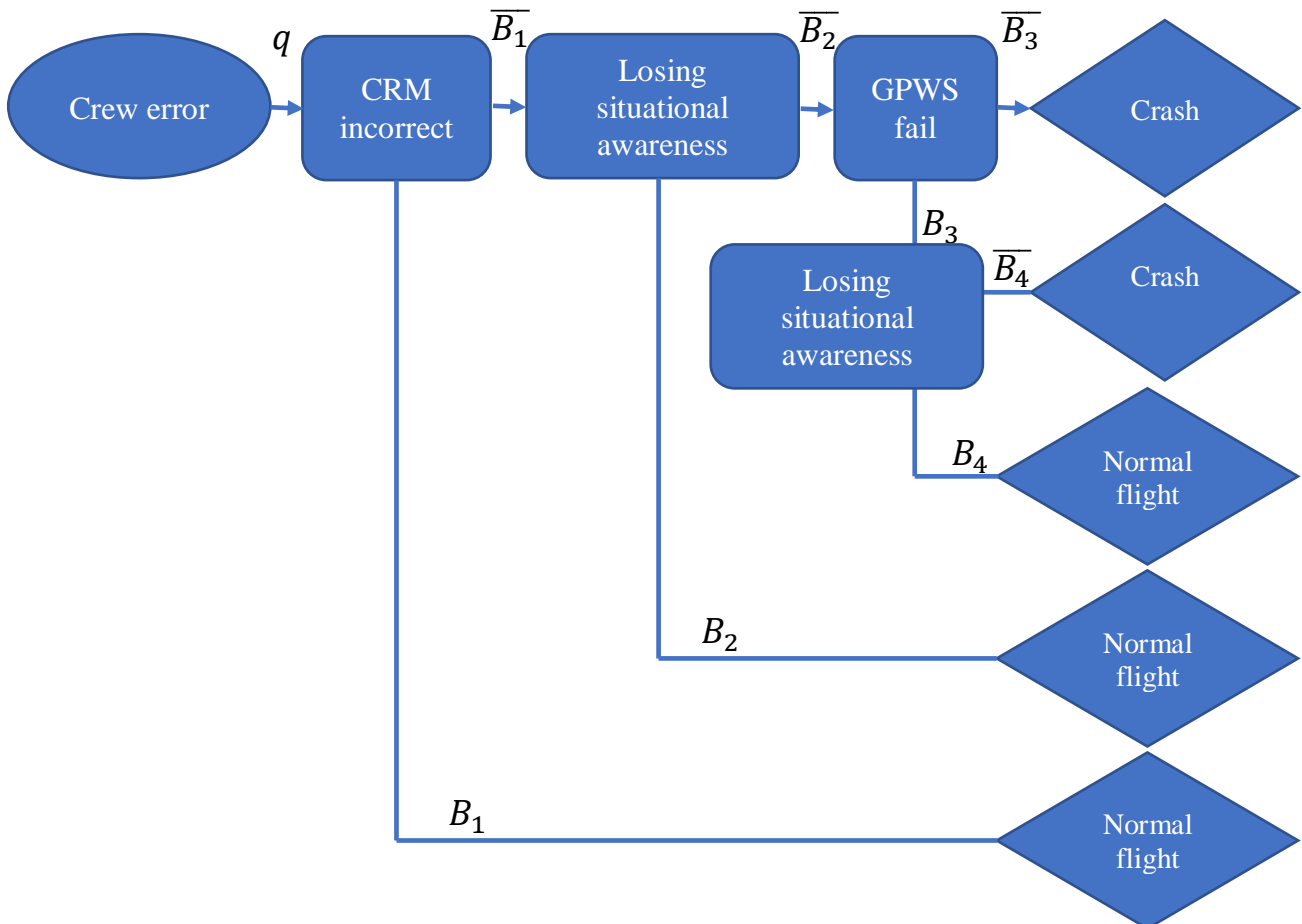 q
B̅₁
B̅₂
B̅₃
Crew error
CRM
incorrect
Losing
situational
awareness
GPWS
fail
Crash
B₃
B̅₄
Losing
situational
awareness
Crash
B₄
Normal
flight
B₂
Normal
flight
B₁
Normal
flight